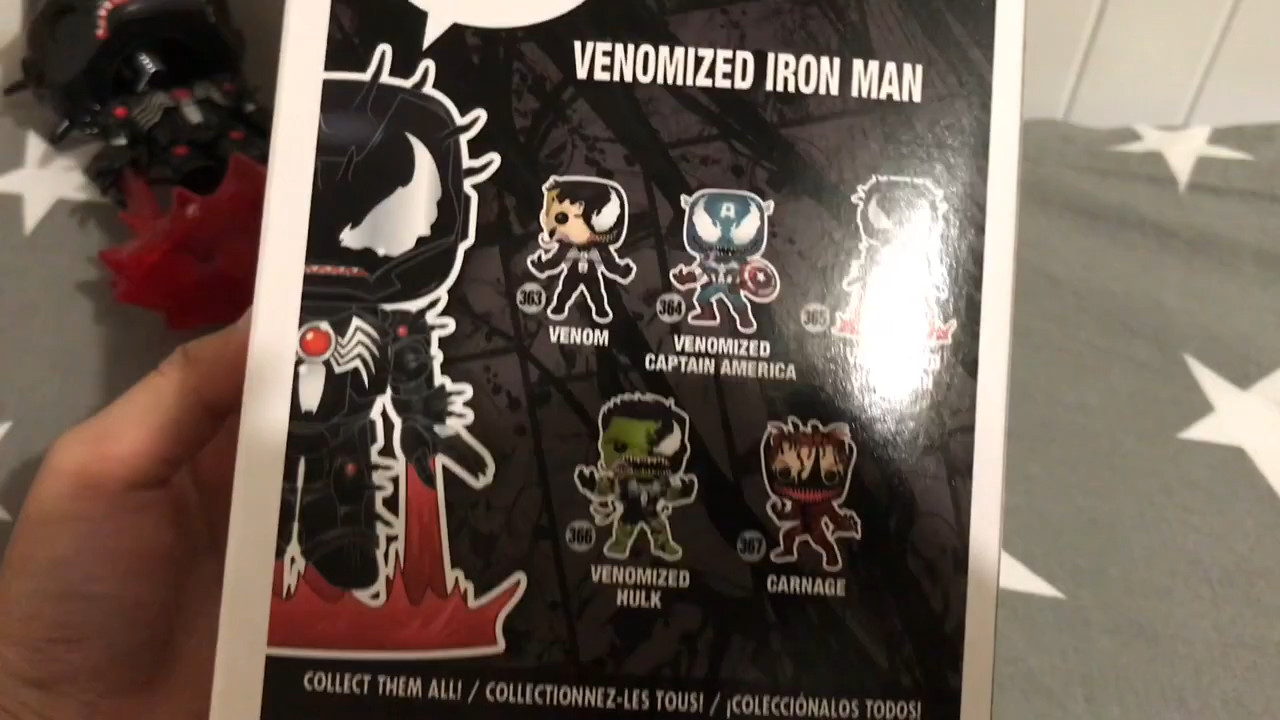 VENOMIZED IRON MAN
363
VENOM
364
VENOMIZED
CAPTAIN AMERICA
365
366
VENOMIZED
HULK
367
CARNAGE
COLLECT THEM ALL! / COLLECTIONNEZ-LES TOUS! / ¡COLECCIÓNALOS TODOS!